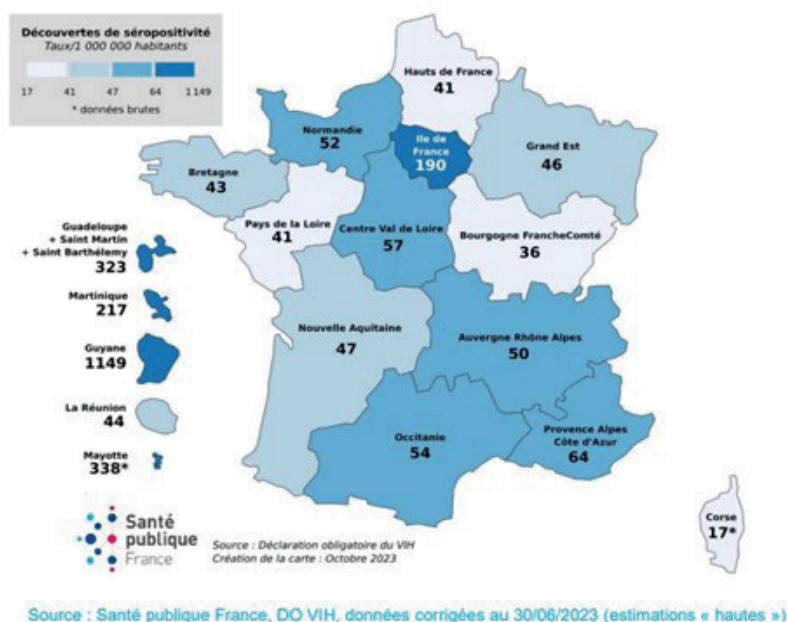 Découvertes de séropositivité
Taux/1 000 000 habitants
17 41 47 64 1 149
* données brutes
Hauts de France
41
Normandie
52
Ile de
France
190
Grand Est
46
Bretagne
43
Pays de la Loire
41
Centre Val de Loire
57
Bourgogne FrancheComté
36
Guadeloupe
+ Saint Martin
+ Saint Barthélemy
323
Martinique
217
Guyane
1149
La Réunion
44
Mayotte
338*
Nouvelle Aquitaine
47
Auvergne Rhône Alpes
50
Occitanie
54
Provence Alpes
Côte d'Azur
64
Corse
17*
Santé
publique
France
Source : Déclaration obligatoire du VIH
Création de la carte : Octobre 2023
Source : Santé publique France, DO VIH, données corrigées au 30/06/2023 (estimations « hautes »)